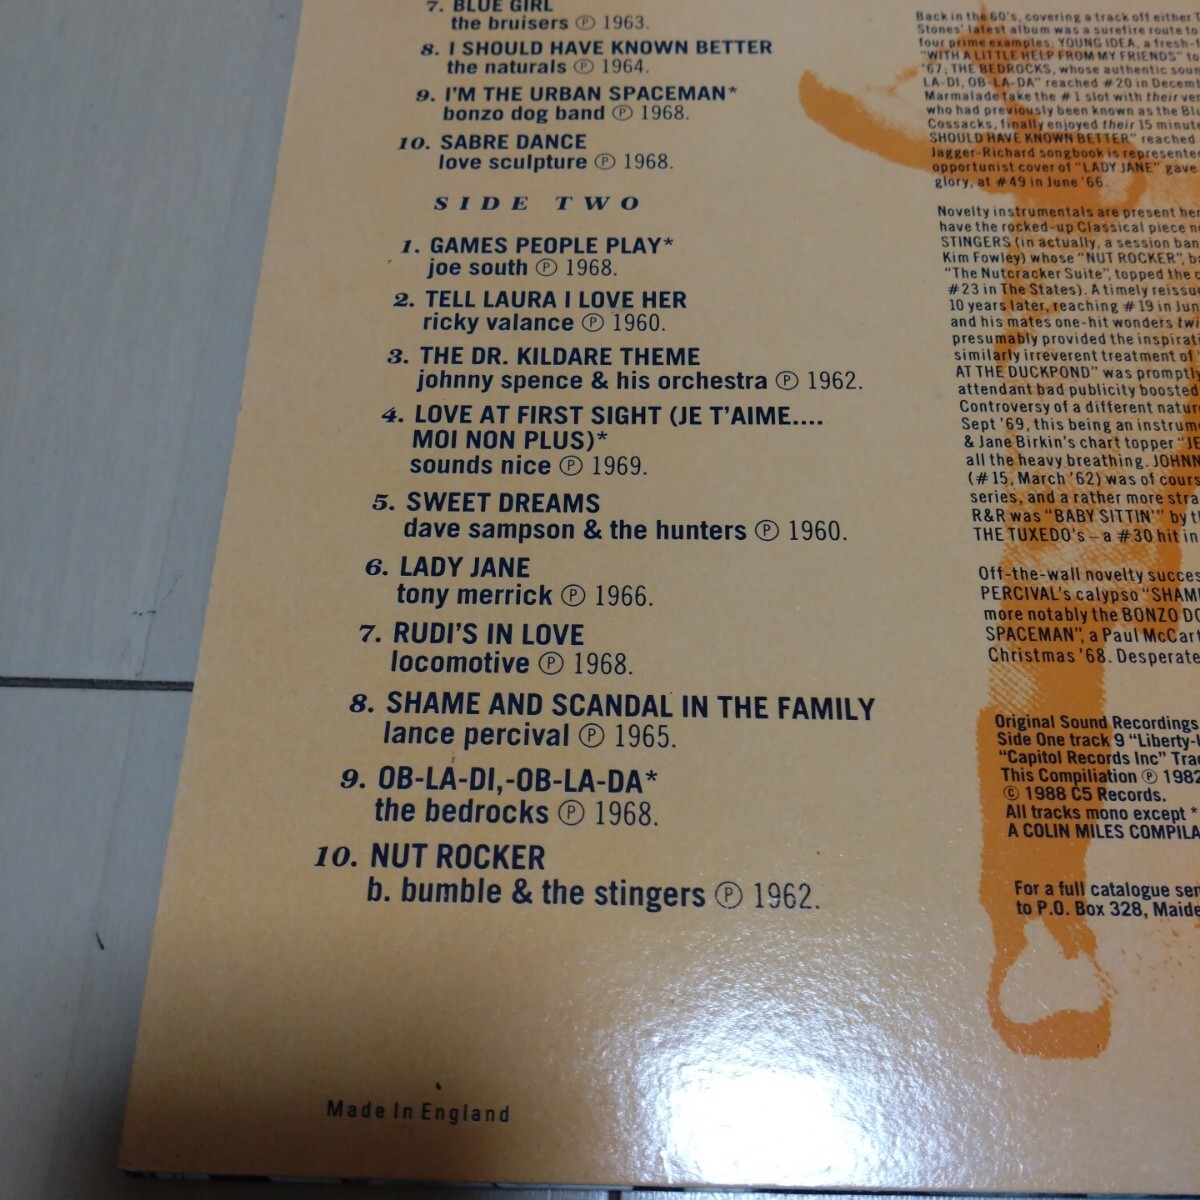 7. BLUE GIRL
the bruisers Ⓟ 1963.
8. I SHOULD HAVE KNOWN BETTER
the naturals Ⓟ 1964.
9. I'M THE URBAN SPACEMAN*
bonzo dog band Ⓟ 1968.
10. SABRE DANCE
love sculpture Ⓟ 1968.
SIDE TWO
1. GAMES PEOPLE PLAY*
joe south Ⓟ 1968.
2. TELL LAURA I LOVE HER
ricky valance Ⓟ 1960.
3. THE DR. KILDARE THEME
johnny spence & his orchestra Ⓟ 1962.
4. LOVE AT FIRST SIGHT (JE T'AIME....
MOI NON PLUS)*
sounds nice Ⓟ 1969.
5. SWEET DREAMS
dave sampson & the hunters Ⓟ 1960.
6. LADY JANE
tony merrick Ⓟ 1966.
7. RUDI'S IN LOVE
locomotive Ⓟ 1968.
8. SHAME AND SCANDAL IN THE FAMILY
lance percival Ⓟ 1965.
9. OB-LA-DI,-OB-LA-DA*
the bedrocks Ⓟ 1968.
10. NUT ROCKER
b. bumble & the stingers Ⓟ 1962.
Made In England
Back in the 60's, covering a track off either T
Stones' latest album was a surefire route to
four prime examples; YOUNG IDEA, a fresh-f
"WITH A LITTLE HELP FROM MY FRIENDS" to
'67; THE BEDROCKS, whose authentic soun
LA-DI, OB-LA-DA" reached #20 in Decemb
Marmalade take the #1 slot with their ver
who had previously been known as the Blu
Cossacks, finally enjoyed their 15 minute
SHOULD HAVE KNOWN BETTER" reached
Jagger-Richard songbook is represente
opportunist cover of "LADY JANE" gave
glory, at #49 in June '66.
Novelty instrumentals are present her
have the rocked-up Classical piece n
STINGERS (in actually, a session ban
Kim Fowley) whose "NUT ROCKER", ba
"The Nutcracker Suite", topped the c
#23 in The States). A timely reissue
10 years later, reaching #19 in Jun
and his mates one-hit wonders twi
presumably provided the inspirati
similarly irreverent treatment of
AT THE DUCKPOND" was promptly
attendant bad publicity boosted
Controversy of a different nature
Sept '69, this being an instrume
& Jane Birkin's chart topper "JE
all the heavy breathing. JOHNN
(#15, March '62) was of cours
series, and a rather more stra
R&R was "BABY SITTIN'" by th
THE TUXEDO's – a #30 hit in
Off-the-wall novelty succes
PERCIVAL's calypso "SHAM
more notably the BONZO DO
SPACEMAN", a Paul McCart
Christmas '68. Desperate
Original Sound Recordings
Side One track 9 "Liberty-U
"Capitol Records Inc" Trac
This Compilation Ⓟ 1982
© 1988 C5 Records.
All tracks mono except *
A COLIN MILES COMPILA
For a full catalogue sen
to P.O. Box 328, Maide